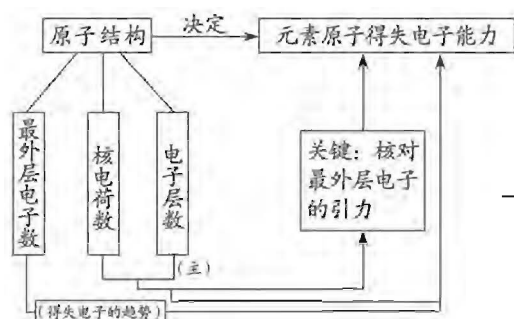 原子结构
决定
元素原子得失电子能力
最外层电子数
核电荷数
电子层数
关键：核对
最外层电子
的引力
(主)
(得失电子的趋势)